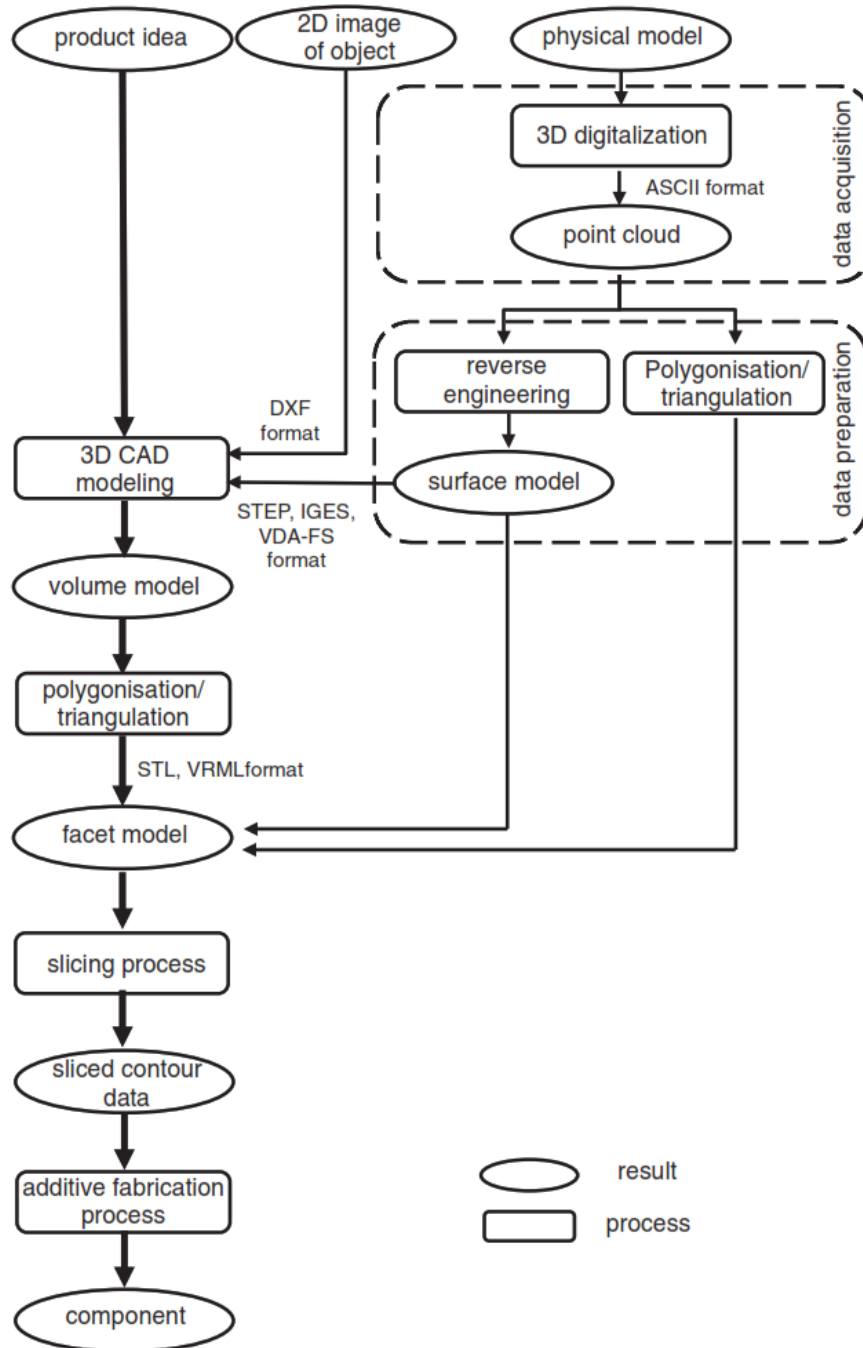 product idea
2D image
of object
physical model
3D digitalization
ASCII format
point cloud
data acquisition
reverse
engineering
Polygonisation/
triangulation
surface model
data preparation
DXF
format
3D CAD
modeling
STEP, IGES,
VDA-FS
format
volume model
polygonisation/
triangulation
STL, VRMLformat
facet model
slicing process
sliced contour
data
additive fabrication
process
component
result
process